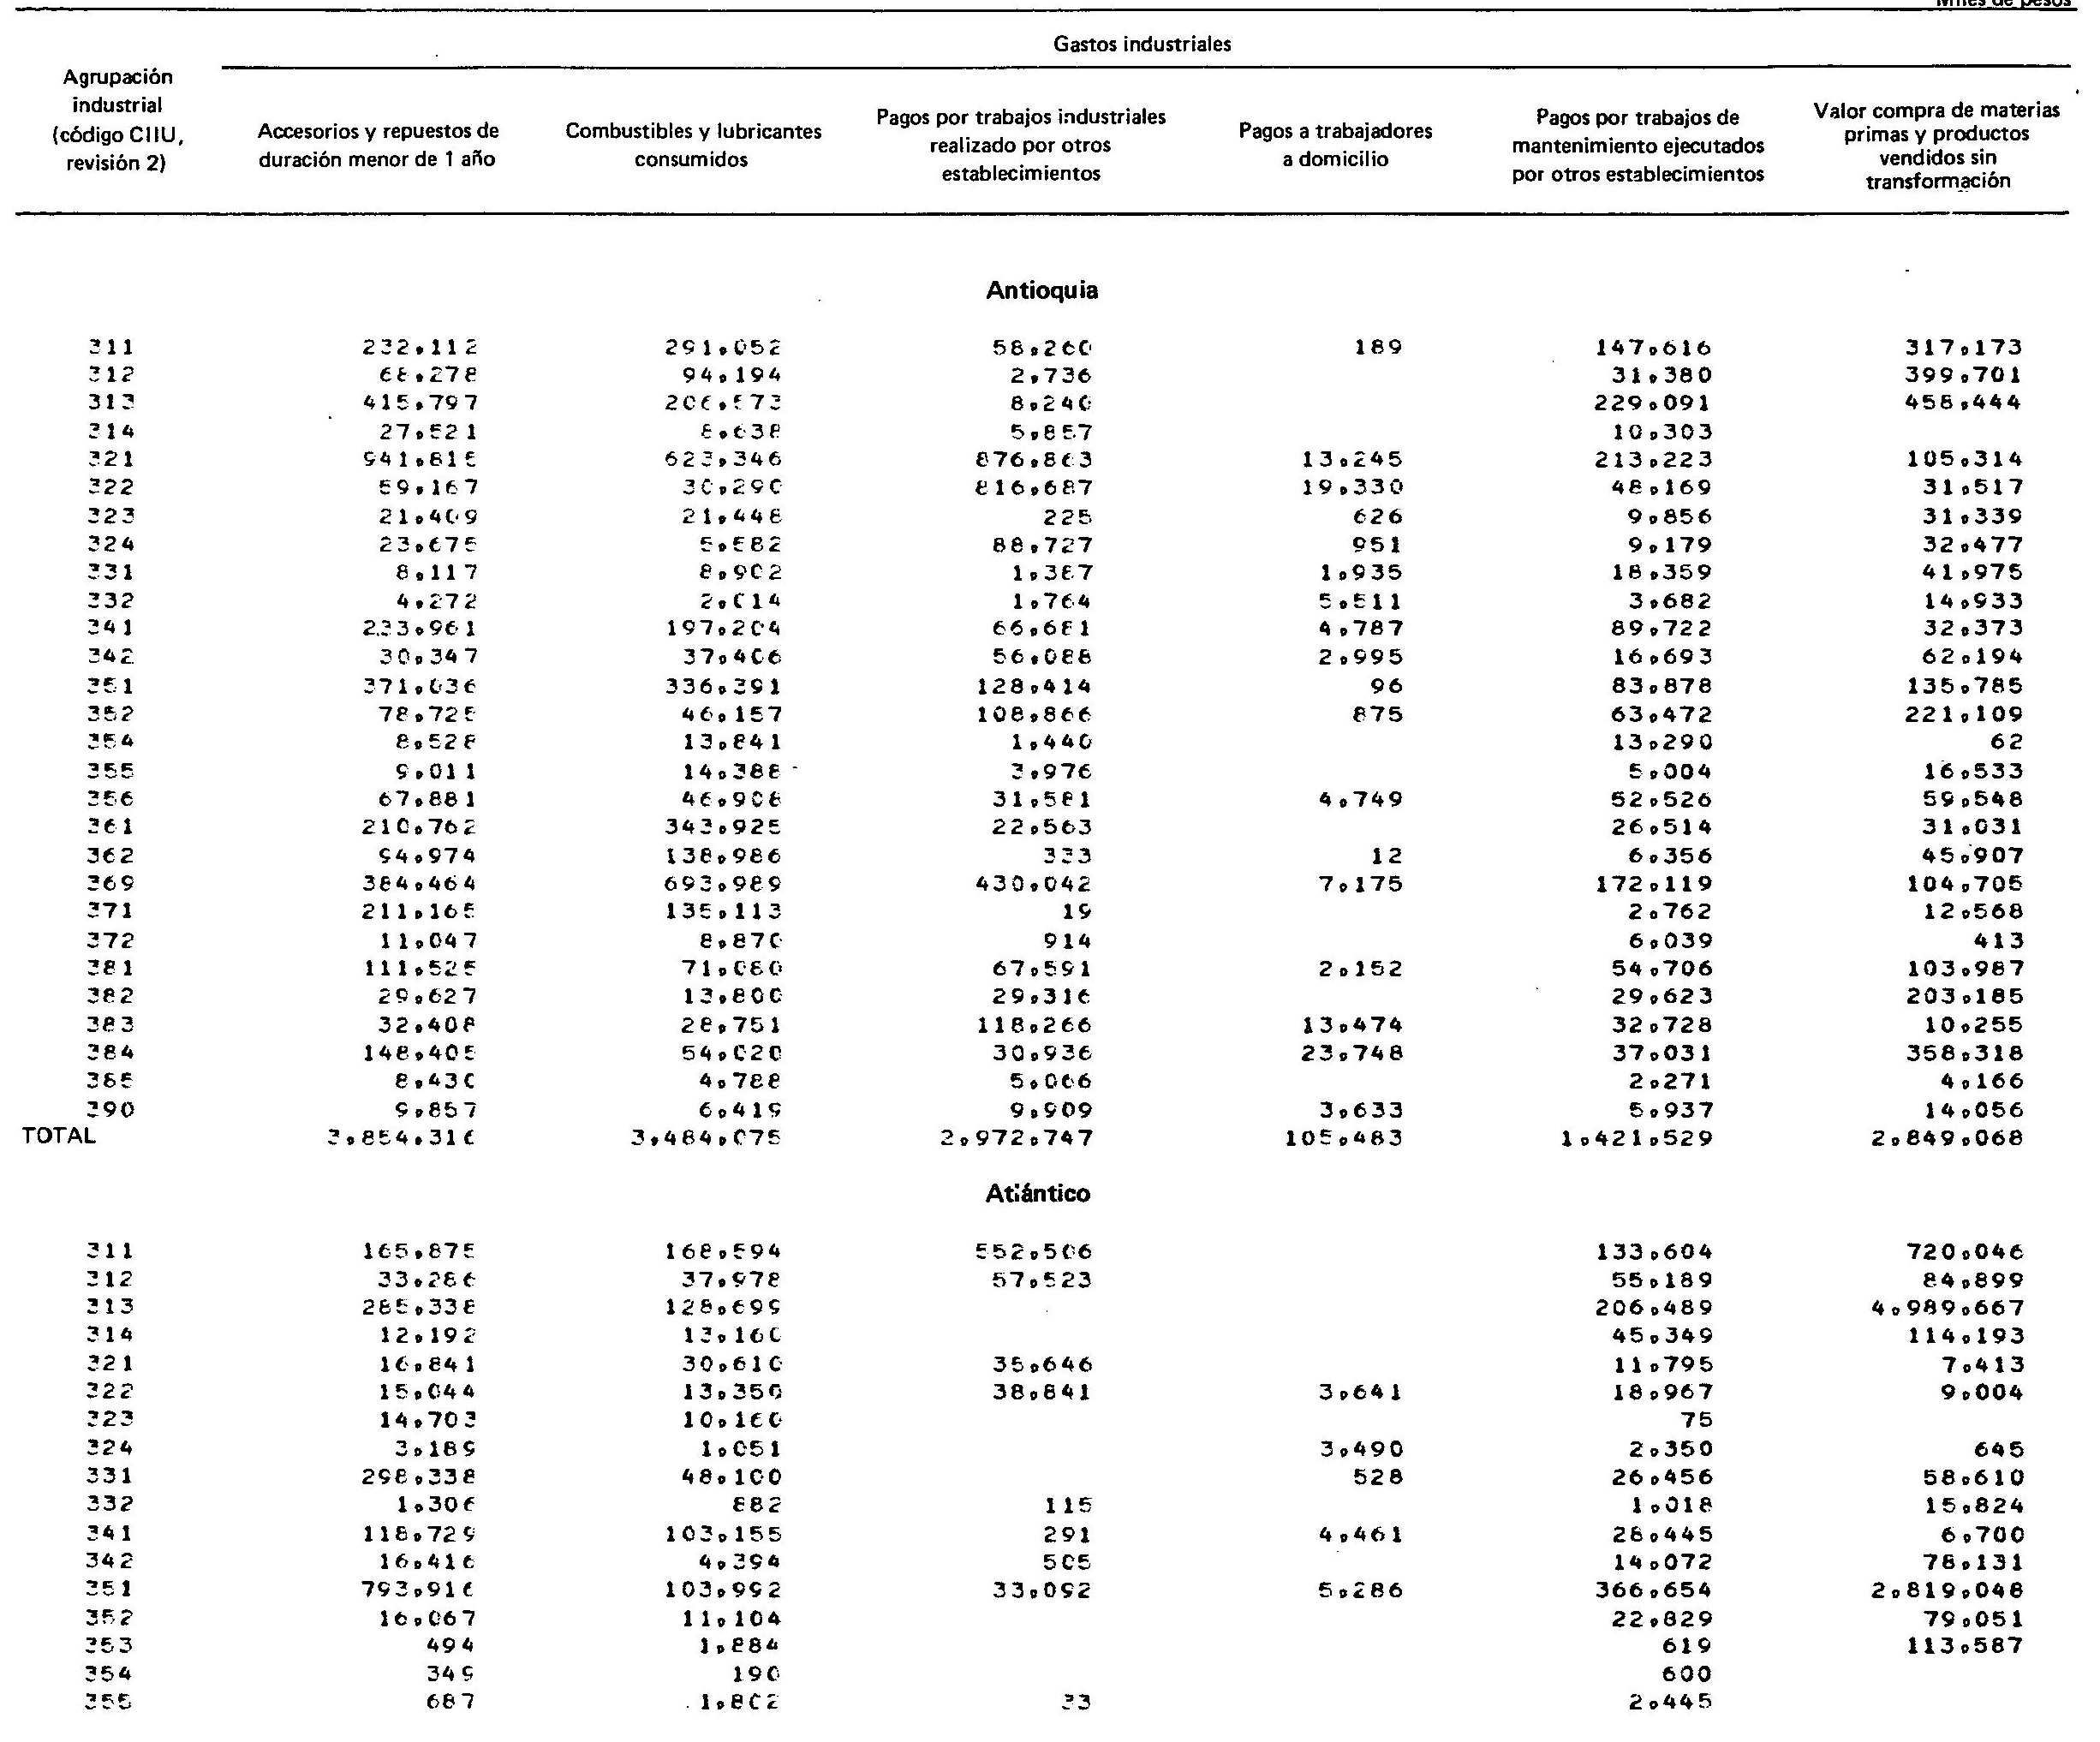 Miles de pesos
Gastos industriales
Agrupación industrial (código CIIU, revisión 2) Accesorios y repuestos de duración menor de 1 año Combustibles y lubricantes consumidos Pagos por trabajos industriales realizado por otros establecimientos Pagos a trabajadores a domicilio Pagos por trabajos de mantenimiento ejecutados por otros establecimientos Valor compra de materias primas y productos vendidos sin transformación
Antioquia
311 232,112 291,052 58,260 189 147,616 317,173
312 68,278 94,194 2,736 31,380 399,701
313 415,797 206,573 8,240 229,091 458,444
314 27,521 8,638 5,857 10,303
321 941,815 623,346 876,863 13,245 213,223 105,314
322 59,167 30,290 816,687 19,330 48,169 31,517
323 21,409 21,448 225 626 9,856 31,339
324 23,675 5,582 88,727 951 9,179 32,477
331 8,117 8,902 1,387 1,935 18,359 41,975
332 4,272 2,014 1,764 5,511 3,682 14,933
341 233,961 197,204 66,681 4,787 89,722 32,373
342 30,347 37,406 56,088 2,995 16,693 62,194
351 371,036 336,391 128,414 96 83,878 135,785
352 78,725 46,157 108,866 875 63,472 221,109
354 8,528 13,841 1,440 13,290 62
355 9,011 14,388 3,976 5,004 16,533
356 67,881 46,908 31,581 4,749 52,526 59,548
361 210,762 343,925 22,563 26,514 31,031
362 94,974 138,986 333 12 6,356 45,907
369 384,464 693,989 430,042 7,175 172,119 104,705
371 211,165 135,113 19 2,762 12,568
372 11,047 8,870 914 6,039 413
381 111,525 71,080 67,591 2,152 54,706 103,987
382 29,627 13,800 29,316 29,623 203,185
383 32,408 28,751 118,266 13,474 32,728 10,255
384 148,405 54,020 30,936 23,748 37,031 358,318
385 8,430 4,788 5,066 2,271 4,166
390 9,857 6,419 9,909 3,633 5,937 14,056
TOTAL 3,854,316 3,484,075 2,972,747 105,483 1,421,529 2,849,068
Atlántico
311 165,875 168,594 552,506 133,604 720,046
312 33,286 37,978 57,523 55,189 84,899
313 285,338 128,699 206,489 4,989,667
314 12,192 13,160 45,349 114,193
321 16,841 30,610 35,646 11,795 7,413
322 15,044 13,350 38,841 3,641 18,967 9,004
323 14,703 10,160 75
324 3,189 1,051 3,490 2,350 645
331 298,338 48,100 528 26,456 58,610
332 1,306 882 115 1,018 15,824
341 118,729 103,155 291 4,461 28,445 6,700
342 16,416 4,394 505 14,072 78,131
351 793,916 103,992 33,092 5,286 366,654 2,819,048
352 16,067 11,104 22,829 79,051
353 494 1,884 619 113,587
354 349 190 600
355 687 1,802 33 2,445